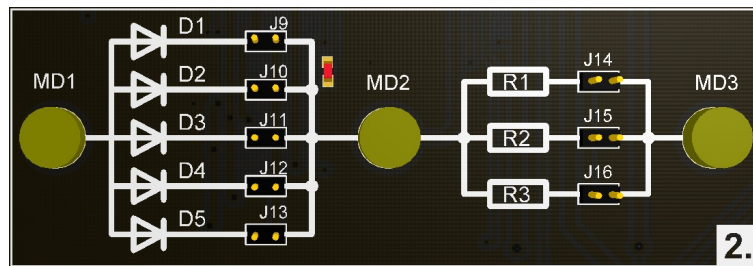 D1 J9
D2 J10 R1 J14
MD1 MD2 MD3
D3 J11 R2 J15
D4 J12 R3 J16
D5 J13
2.